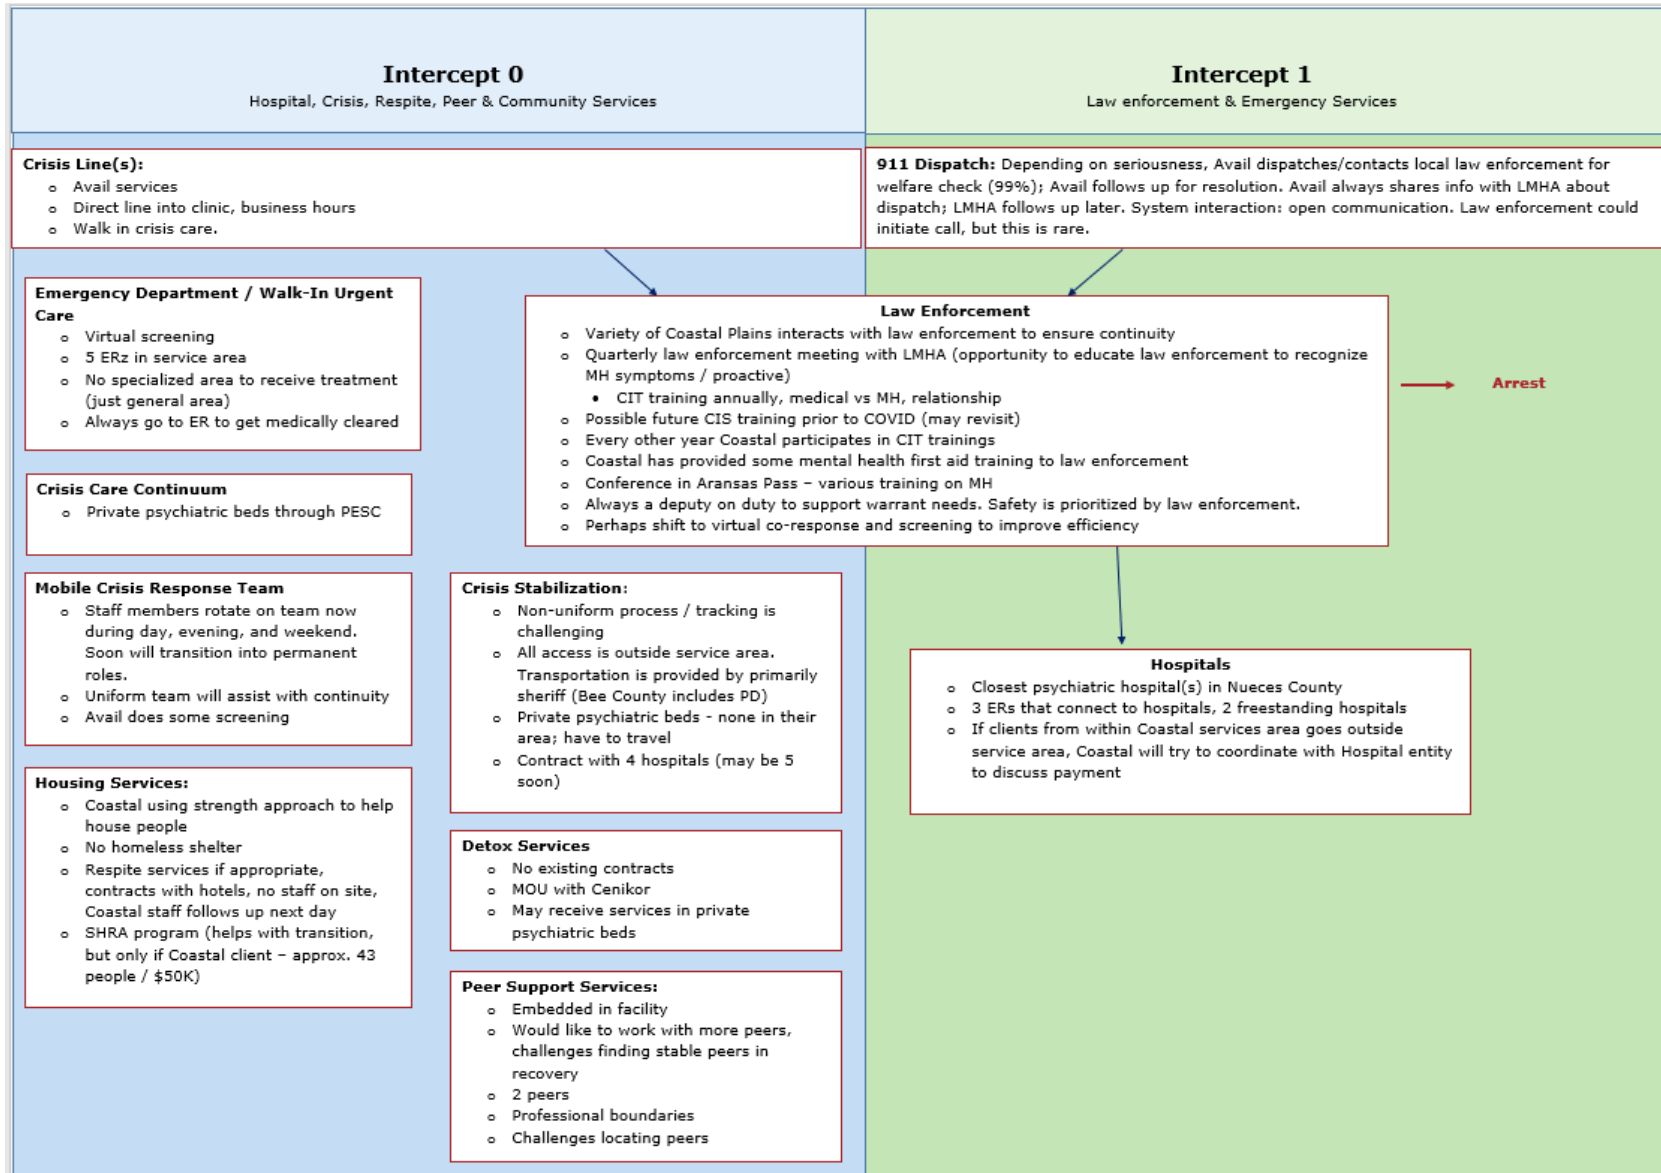 Intercept 0
Hospital, Crisis, Respite, Peer & Community Services
Intercept 1
Law enforcement & Emergency Services
Crisis Line(s):
o Avail services
o Direct line into clinic, business hours
o Walk in crisis care.
911 Dispatch: Depending on seriousness, Avail dispatches/contacts local law enforcement for
welfare check (99%); Avail follows up for resolution. Avail always shares info with LMHA about
dispatch; LMHA follows up later. System interaction: open communication. Law enforcement could
initiate call, but this is rare.
Emergency Department / Walk-In Urgent
Care
o Virtual screening
o 5 ERz in service area
o No specialized area to receive treatment
(just general area)
o Always go to ER to get medically cleared
Law Enforcement
o Variety of Coastal Plains interacts with law enforcement to ensure continuity
o Quarterly law enforcement meeting with LMHA (opportunity to educate law enforcement to recognize
MH symptoms / proactive)
• CIT training annually, medical vs MH, relationship
o Possible future CIS training prior to COVID (may revisit)
o Every other year Coastal participates in CIT trainings
o Coastal has provided some mental health first aid training to law enforcement
o Conference in Aransas Pass – various training on MH
o Always a deputy on duty to support warrant needs. Safety is prioritized by law enforcement.
o Perhaps shift to virtual co-response and screening to improve efficiency
Arrest
Crisis Care Continuum
o Private psychiatric beds through PESC
Mobile Crisis Response Team
o Staff members rotate on team now
during day, evening, and weekend.
Soon will transition into permanent
roles.
o Uniform team will assist with continuity
o Avail does some screening
Crisis Stabilization:
o Non-uniform process / tracking is
challenging
o All access is outside service area.
Transportation is provided by primarily
sheriff (Bee County includes PD)
o Private psychiatric beds - none in their
area; have to travel
o Contract with 4 hospitals (may be 5
soon)
Hospitals
o Closest psychiatric hospital(s) in Nueces County
o 3 ERs that connect to hospitals, 2 freestanding hospitals
o If clients from within Coastal services area goes outside
service area, Coastal will try to coordinate with Hospital entity
to discuss payment
Housing Services:
o Coastal using strength approach to help
house people
o No homeless shelter
o Respite services if appropriate,
contracts with hotels, no staff on site,
Coastal staff follows up next day
o SHRA program (helps with transition,
but only if Coastal client – approx. 43
people / $50K)
Detox Services
o No existing contracts
o MOU with Cenikor
o May receive services in private
psychiatric beds
Peer Support Services:
o Embedded in facility
o Would like to work with more peers,
challenges finding stable peers in
recovery
o 2 peers
o Professional boundaries
o Challenges locating peers